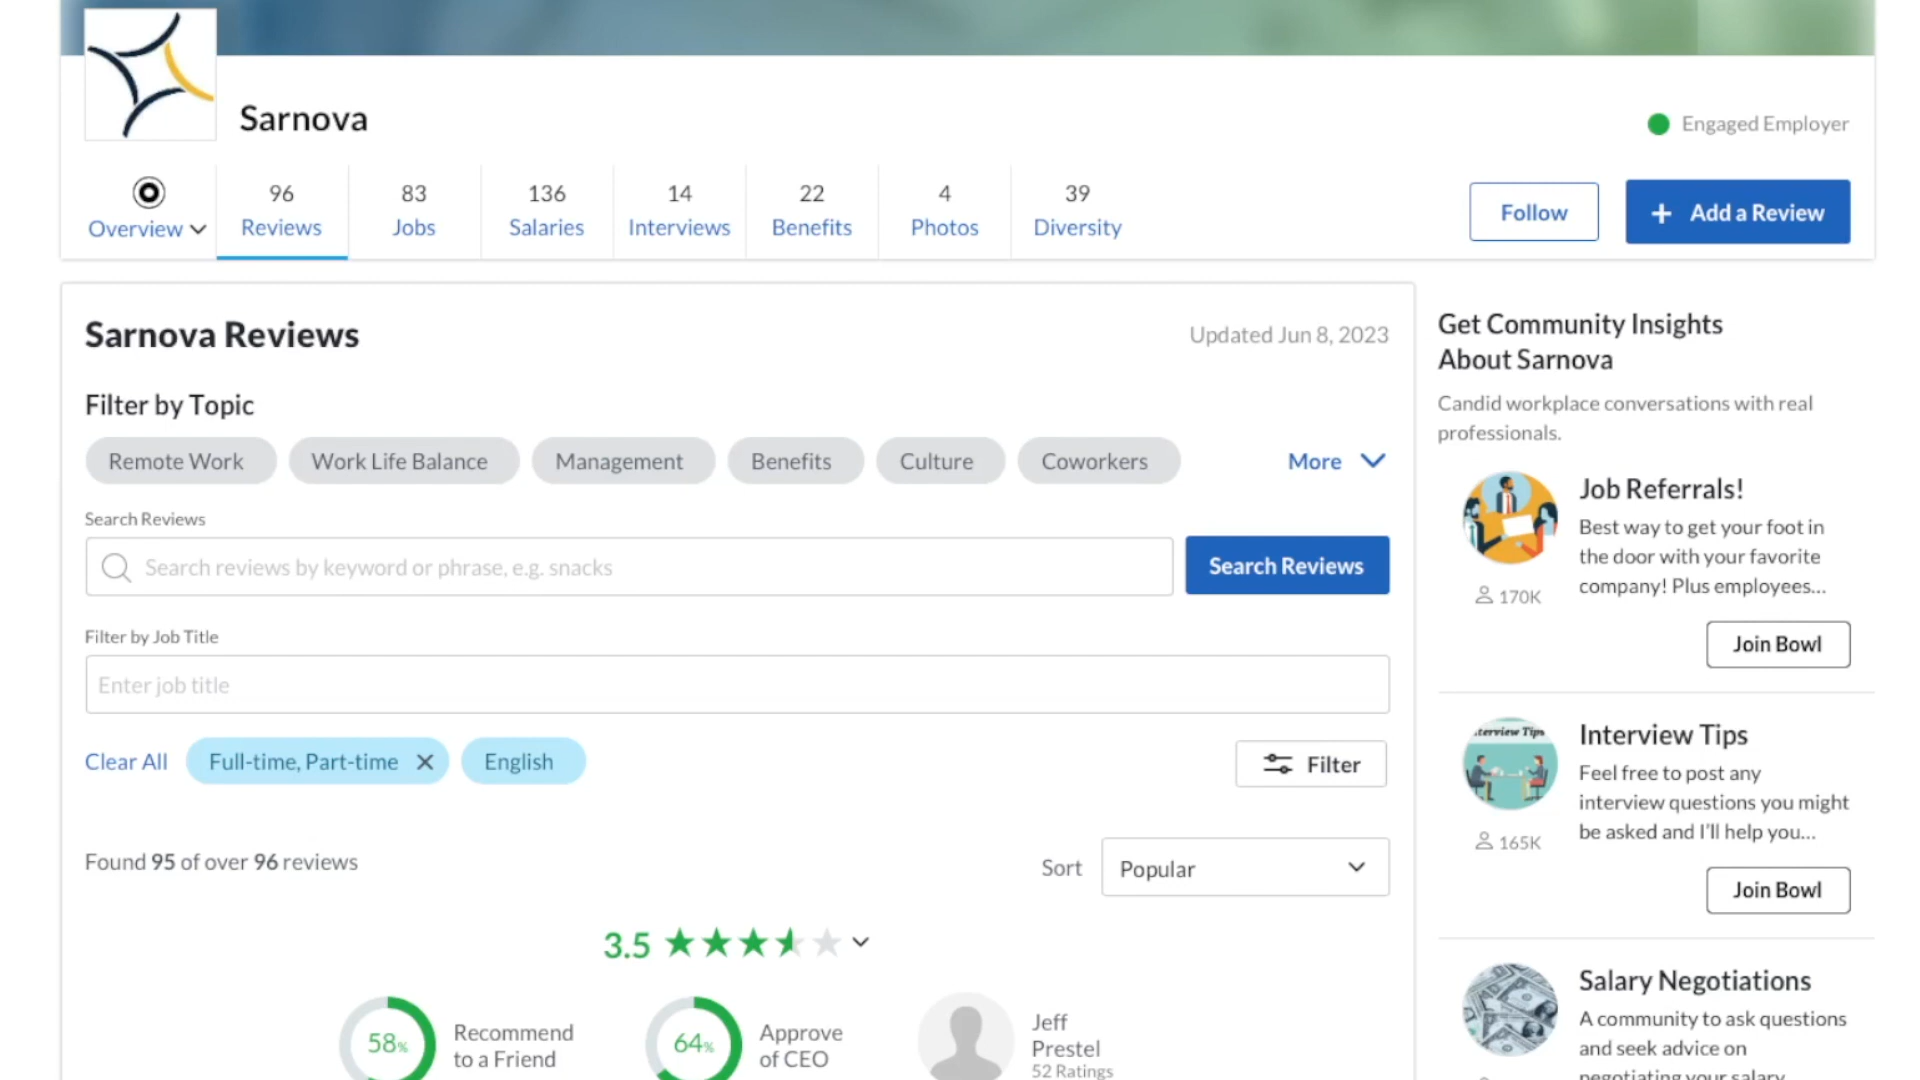 Sarnova
Engaged Employer
Overview
96
Reviews
83
Jobs
136
Salaries
14
Interviews
22
Benefits
4
Photos
39
Diversity
Follow
+ Add a Review
Sarnova Reviews
Updated Jun 8, 2023
Filter by Topic
Remote Work
Work Life Balance
Management
Benefits
Culture
Coworkers
More
Search Reviews
Search reviews by keyword or phrase, e.g. snacks
Search Reviews
Filter by Job Title
Enter job title
Clear All
Full-time, Part-time
English
Filter
Found 95 of over 96 reviews
Sort
Popular
3.5
58%
Recommend
to a Friend
64%
Approve
of CEO
Jeff
Prestel
52 Ratings
Get Community Insights
About Sarnova
Candid workplace conversations with real
professionals.
Job Referrals!
Best way to get your foot in
the door with your favorite
company! Plus employees...
170K
Join Bowl
Interview Tips
Interview Tips
Feel free to post any
interview questions you might
be asked and I'll help you...
165K
Join Bowl
Salary Negotiations
A community to ask questions
and seek advice on
negotiating your salary